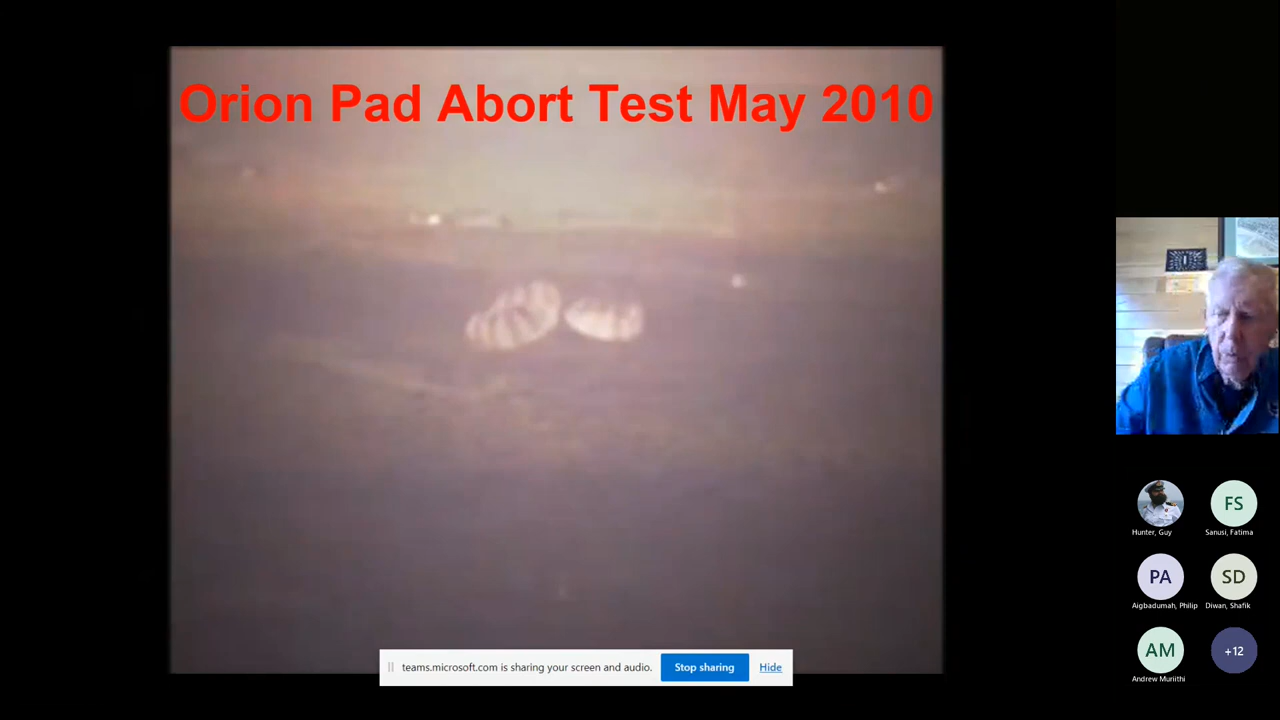 Orion Pad Abort Test May 2010
teams.microsoft.com is sharing your screen and audio.
Stop sharing
Hide
Hunter, Guy
FS
Sanusi, Fatima
PA
Aigbadumah, Philip
SD
Diwan, Shafik
AM
Andrew Muriithi
+12